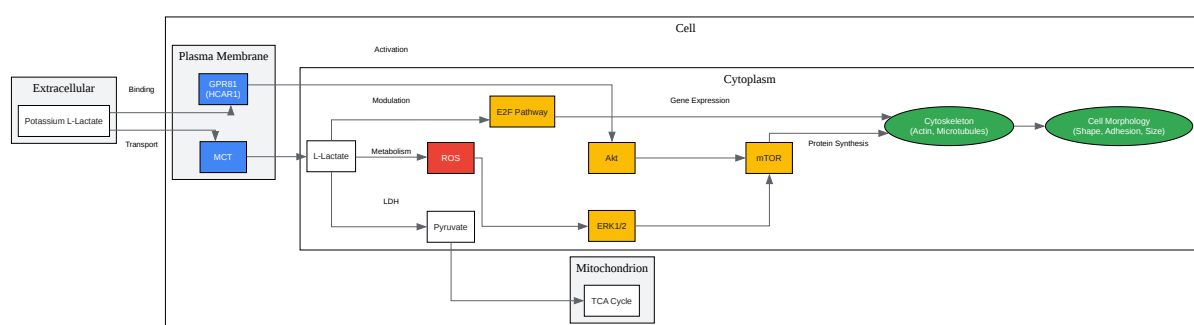 Cell
Plasma Membrane
Activation
Cytoplasm
Extracellular
Binding
GPR81
(HCAR1)
Potassium L-Lactate
Transport
MCT
Modulation
E2F Pathway
Gene Expression
Cytoskeleton
(Actin, Microtubules)
Cell Morphology
(Shape, Adhesion, Size)
L-Lactate
Metabolism
ROS
Akt
mTOR
Protein Synthesis
LDH
Pyruvate
ERK1/2
Mitochondrion
TCA Cycle